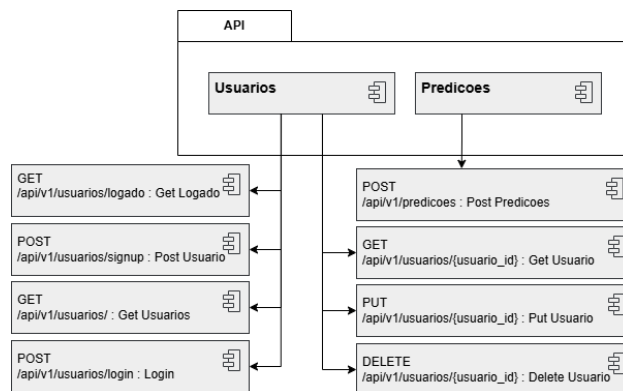 API
Usuarios
Predicoes
GET
/api/v1/usuarios/logado : Get Logado
POST
/api/v1/usuarios/signup : Post Usuario
GET
/api/v1/usuarios/ : Get Usuarios
POST
/api/v1/usuarios/login : Login
POST
/api/v1/predicoes : Post Predicoes
GET
/api/v1/usuarios/{usuario_id} : Get Usuario
PUT
/api/v1/usuarios/{usuario_id} : Put Usuario
DELETE
/api/v1/usuarios/{usuario_id} : Delete Usuario